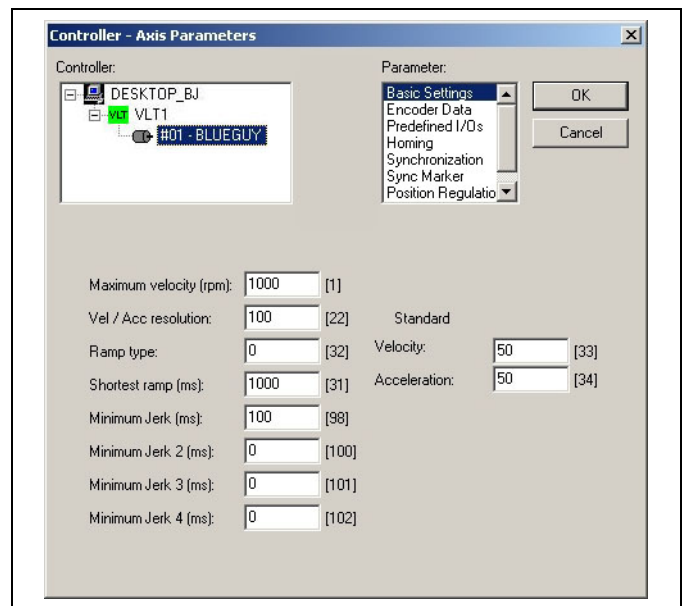 Controller - Axis Parameters
Controller:
DESKTOP_BJ
VLT VLT1
#01 - BLUEGUY
Parameter:
Basic Settings
Encoder Data
Predefined I/Os
Homing
Synchronization
Sync Marker
Position Regulatio
OK
Cancel
Maximum velocity (rpm): 1000 [1]
Vel / Acc resolution: 100 [22]
Ramp type: 0 [32]
Shortest ramp (ms): 1000 [31]
Minimum Jerk (ms): 100 [98]
Minimum Jerk 2 (ms): 0 [100]
Minimum Jerk 3 (ms): 0 [101]
Minimum Jerk 4 (ms): 0 [102]
Standard
Velocity: 50 [33]
Acceleration: 50 [34]